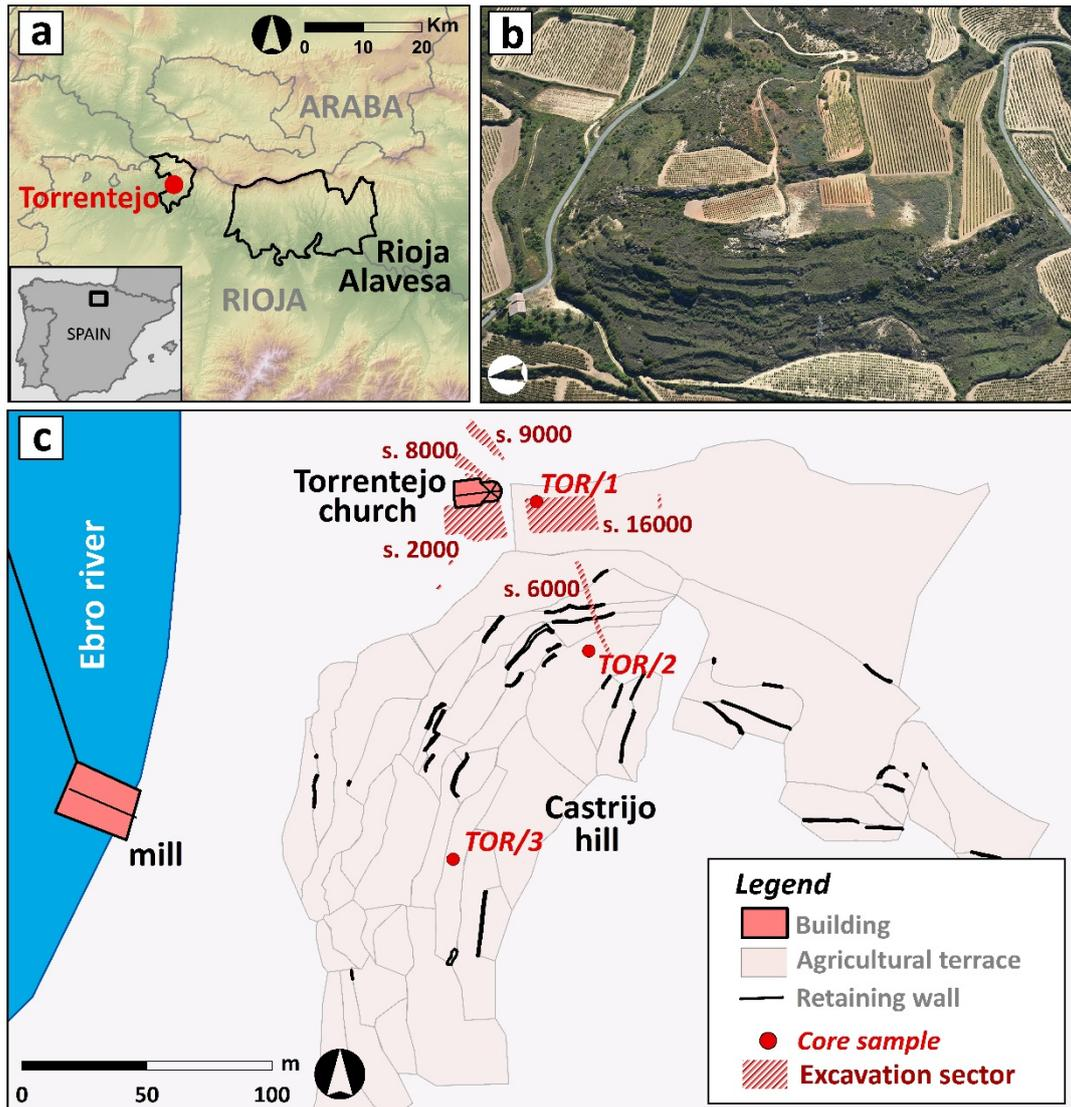 a
Km
0 10 20
ARABA
Torrentejo
Rioja
Alavesa
RIOJA
SPAIN
b
c
s. 9000
s. 8000
Torrentejo
church
TOR/1
s. 16000
s. 2000
s. 6000
Ebro river
TOR/2
Castrijo
hill
TOR/3
mill
Legend
Building
Agricultural terrace
Retaining wall
Core sample
Excavation sector
m
0 50 100